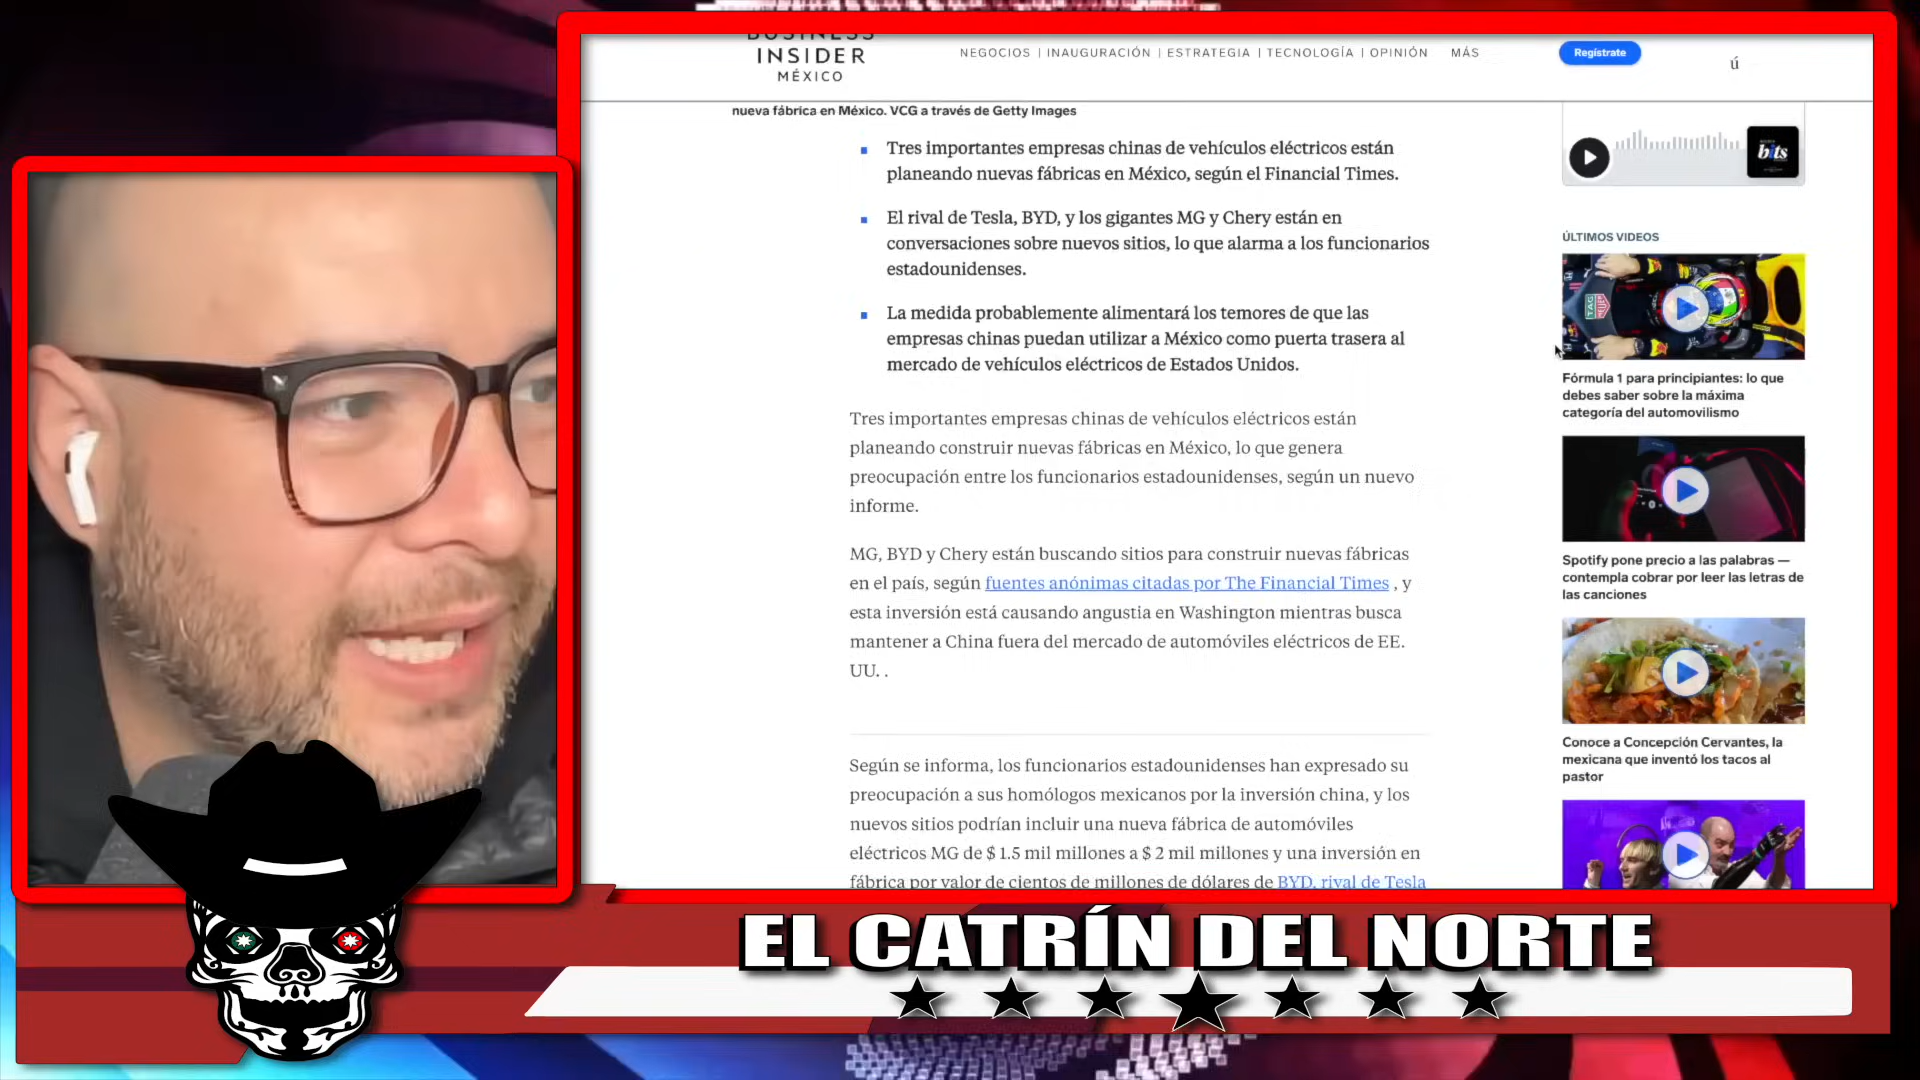 BUSINESS
INSIDER
MÉXICO
NEGOCIOS | INAUGURACIÓN | ESTRATEGIA | TECNOLOGÍA | OPINIÓN MÁS
Regístrate
ú
nueva fábrica en México. VCG a través de Getty Images
Tres importantes empresas chinas de vehículos eléctricos están
planeando nuevas fábricas en México, según el Financial Times.
El rival de Tesla, BYD, y los gigantes MG y Chery están en
conversaciones sobre nuevos sitios, lo que alarma a los funcionarios
estadounidenses.
La medida probablemente alimentará los temores de que las
empresas chinas puedan utilizar a México como puerta trasera al
mercado de vehículos eléctricos de Estados Unidos.
Tres importantes empresas chinas de vehículos eléctricos están
planeando construir nuevas fábricas en México, lo que genera
preocupación entre los funcionarios estadounidenses, según un nuevo
informe.
MG, BYD y Chery están buscando sitios para construir nuevas fábricas
en el país, según fuentes anónimas citadas por The Financial Times , y
esta inversión está causando angustia en Washington mientras busca
mantener a China fuera del mercado de automóviles eléctricos de EE.
UU. .
Según se informa, los funcionarios estadounidenses han expresado su
preocupación a sus homólogos mexicanos por la inversión china, y los
nuevos sitios podrían incluir una nueva fábrica de automóviles
eléctricos MG de $ 1.5 mil millones a $ 2 mil millones y una inversión en
fábrica por valor de cientos de millones de dólares de BYD, rival de Tesla
bits
ÚLTIMOS VIDEOS
TAG
Fórmula 1 para principiantes: lo que
debes saber sobre la máxima
categoría del automovilismo
Spotify pone precio a las palabras —
contempla cobrar por leer las letras de
las canciones
Conoce a Concepción Cervantes, la
mexicana que inventó los tacos al
pastor
EL CATRÍN DEL NORTE